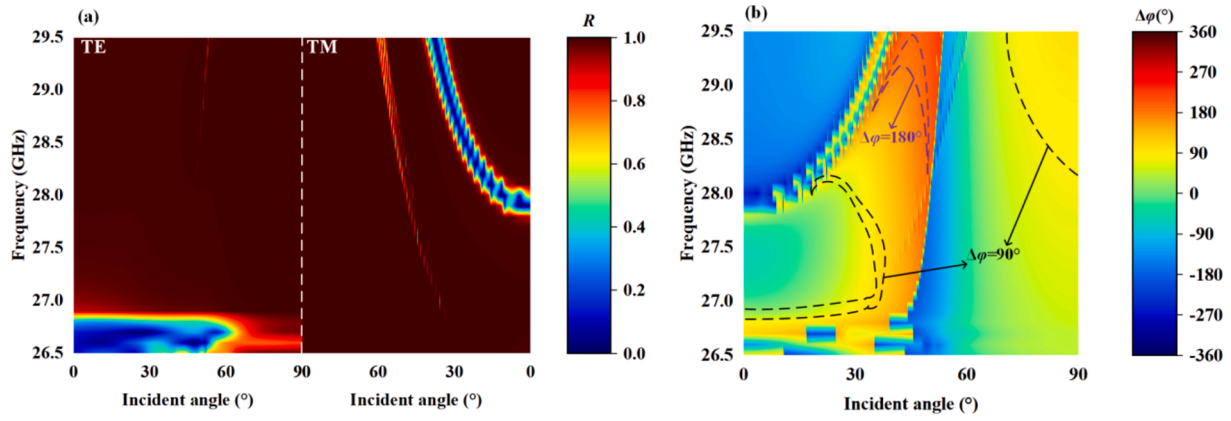 (a)
R
TE
TM
29.5
29.0
28.5
28.0
27.5
27.0
26.5
Frequency (GHz)
0 30 60 90 60 30 0
Incident angle (°) Incident angle (°)
1.0
0.8
0.6
0.4
0.2
0.0
(b)
Δφ(°)
29.5
29.0
28.5
28.0
27.5
27.0
26.5
Frequency (GHz)
Δφ=180°
Δφ=90°
0 30 60 90
Incident angle (°)
360
270
180
90
0
-90
-180
-270
-360